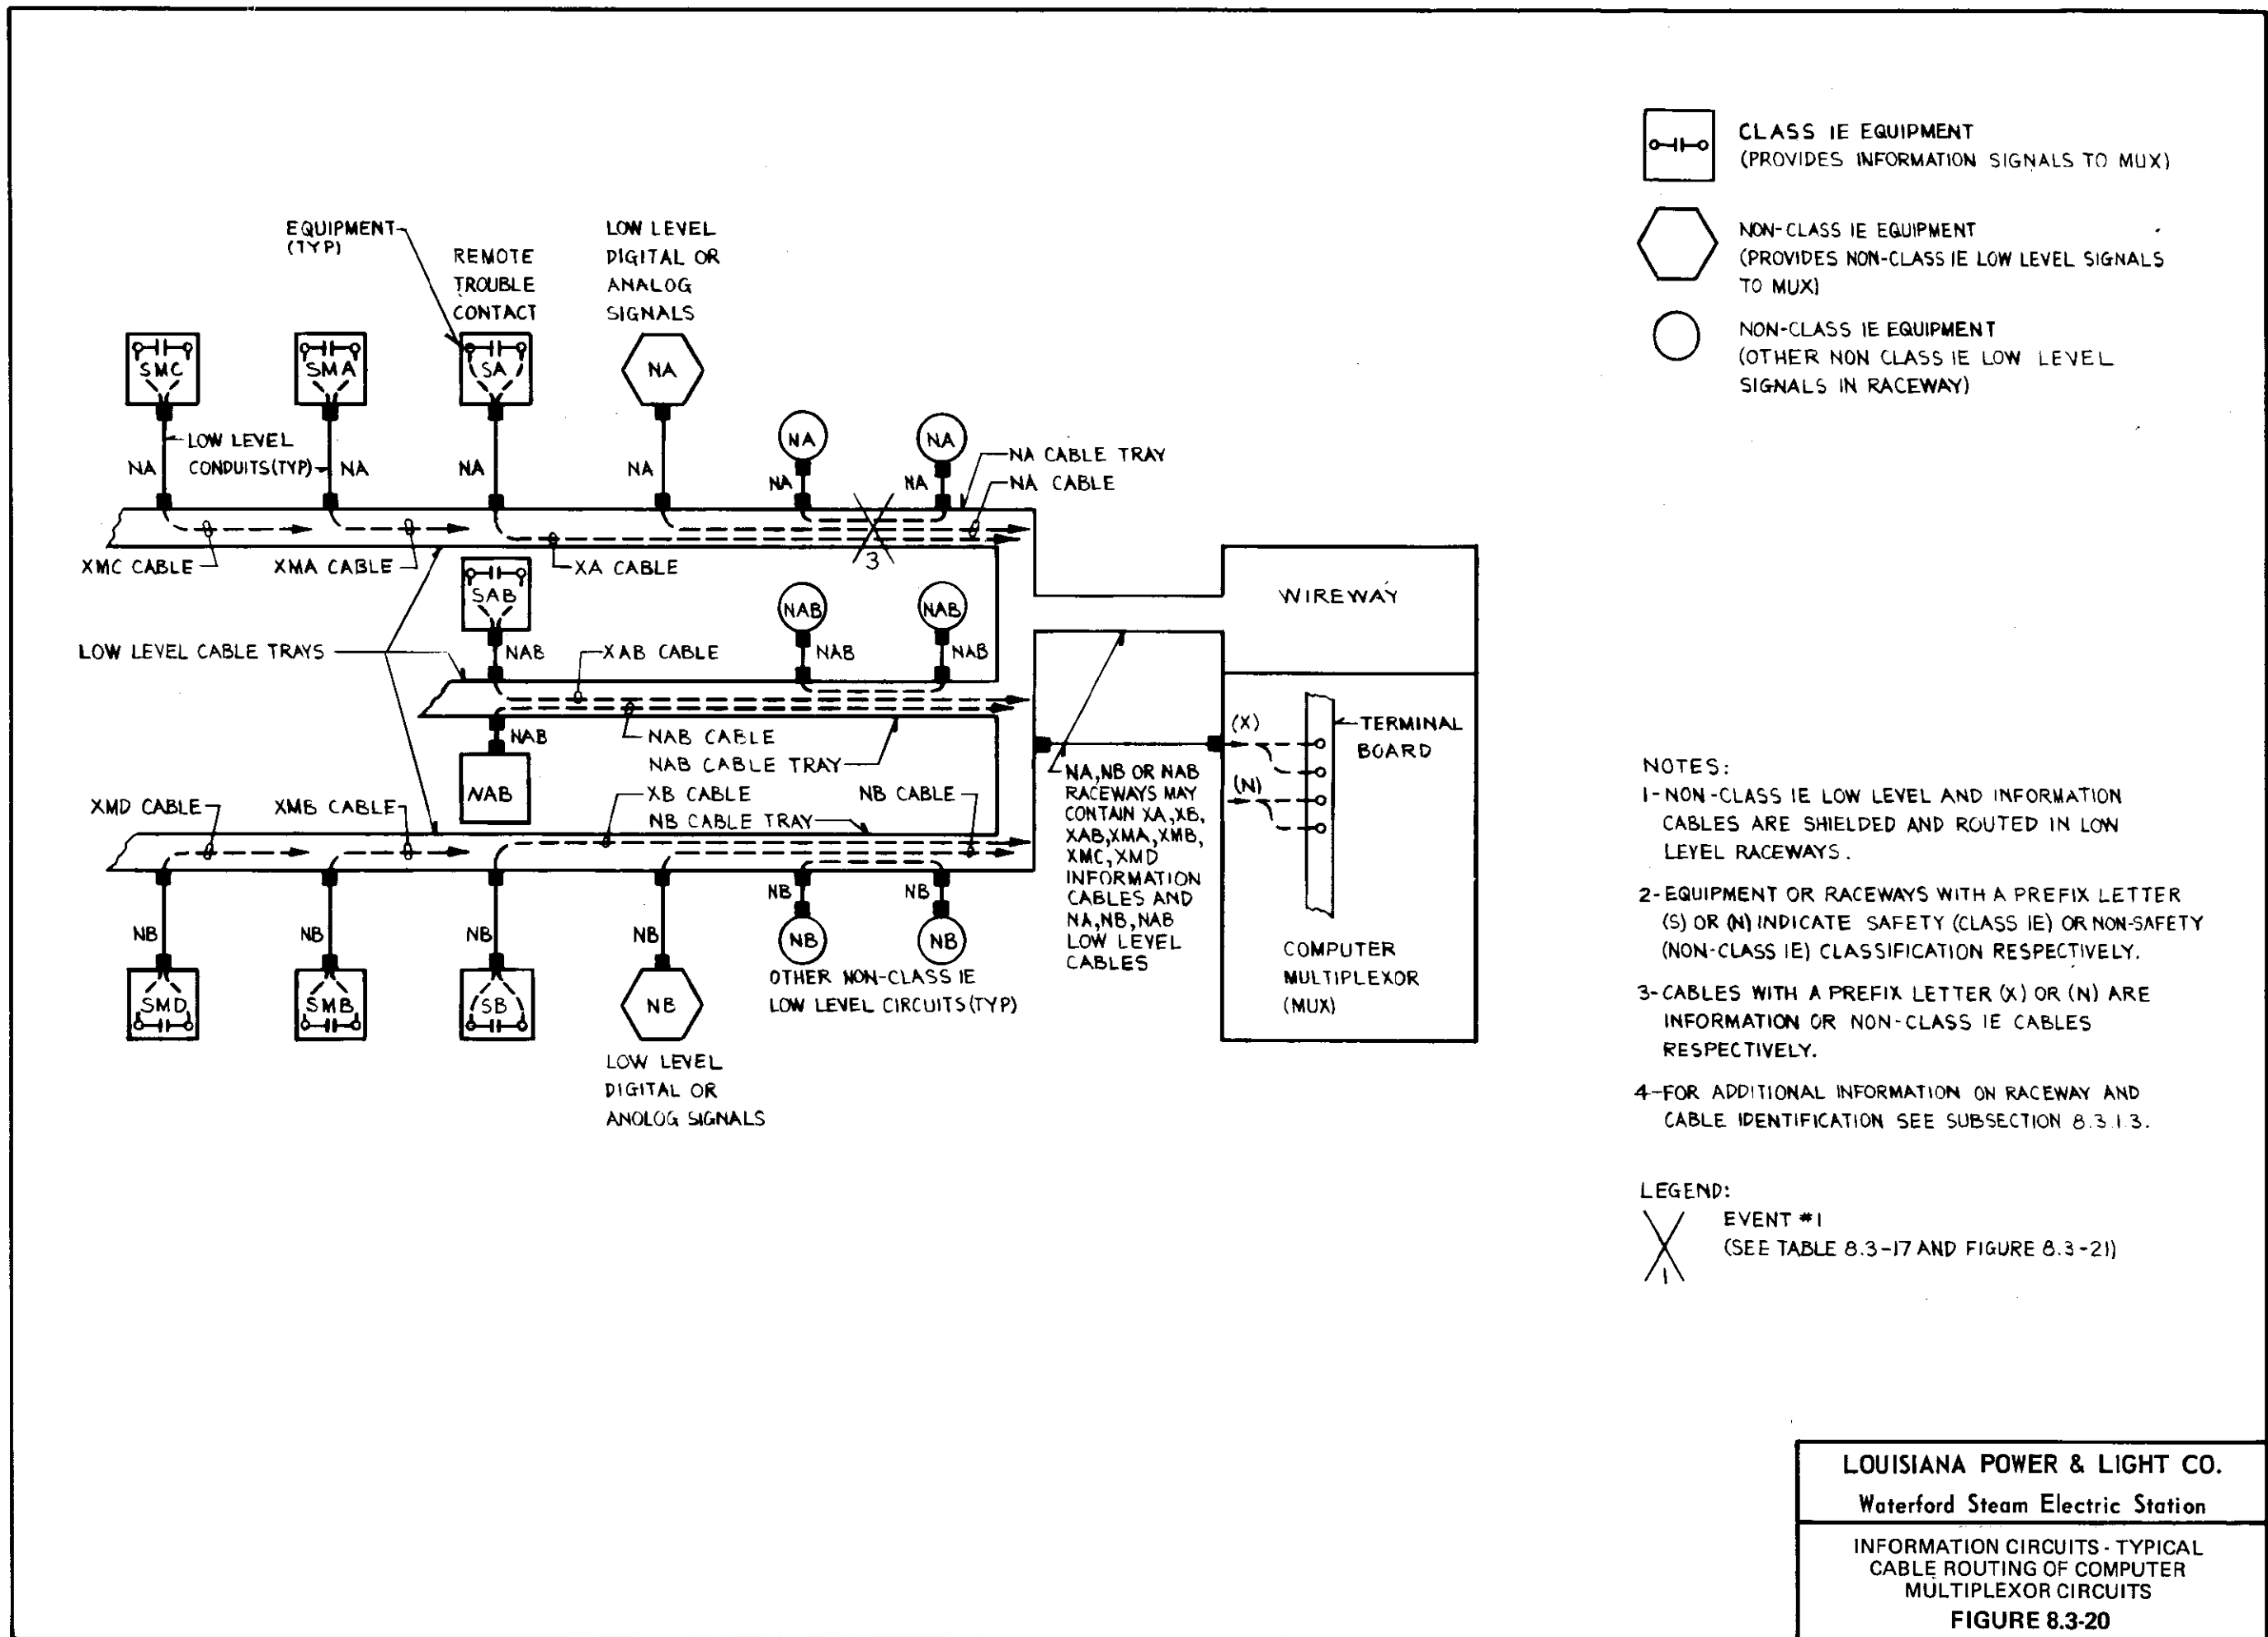 CLASS IE EQUIPMENT
(PROVIDES INFORMATION SIGNALS TO MUX)
NON-CLASS IE EQUIPMENT
(PROVIDES NON-CLASS IE LOW LEVEL SIGNALS
TO MUX)
NON-CLASS IE EQUIPMENT
(OTHER NON CLASS IE LOW LEVEL
SIGNALS IN RACEWAY)
EQUIPMENT
(TYP)
REMOTE
TROUBLE
CONTACT
LOW LEVEL
DIGITAL OR
ANALOG
SIGNALS
SMC
SMA
SA
NA
NA
NA
LOW LEVEL
CONDUITS(TYP)
NA
NA
NA
NA
NA
NA
NA CABLE TRAY
NA CABLE
3
XMC CABLE
XMA CABLE
XA CABLE
SAB
NAB
NAB
WIREWAY
LOW LEVEL CABLE TRAYS
NAB
XAB CABLE
NAB
NAB
NAB
NAB CABLE
NAB CABLE TRAY
NAB
(X)
(N)
TERMINAL
BOARD
NA,NB OR NAB
RACEWAYS MAY
CONTAIN XA,XB,
XAB,XMA,XMB,
XMC,XMD
INFORMATION
CABLES AND
NA,NB,NAB
LOW LEVEL
CABLES
XMD CABLE
XMB CABLE
XB CABLE
NB CABLE
NB CABLE TRAY
NB
NB
NB
NB
NB
NB
SMD
SMB
SB
NB
NB
NB
OTHER NON-CLASS IE
LOW LEVEL CIRCUITS(TYP)
LOW LEVEL
DIGITAL OR
ANOLOG SIGNALS
COMPUTER
MULTIPLEXOR
(MUX)
NOTES:
1-NON-CLASS IE LOW LEVEL AND INFORMATION
CABLES ARE SHIELDED AND ROUTED IN LOW
LEVEL RACEWAYS.
2-EQUIPMENT OR RACEWAYS WITH A PREFIX LETTER
(S) OR (N) INDICATE SAFETY (CLASS IE) OR NON-SAFETY
(NON-CLASS IE) CLASSIFICATION RESPECTIVELY.
3-CABLES WITH A PREFIX LETTER (X) OR (N) ARE
INFORMATION OR NON-CLASS IE CABLES
RESPECTIVELY.
4-FOR ADDITIONAL INFORMATION ON RACEWAY AND
CABLE IDENTIFICATION SEE SUBSECTION 8.3.1.3.
LEGEND:
EVENT #1
(SEE TABLE 8.3-17 AND FIGURE 8.3-21)
1
LOUISIANA POWER & LIGHT CO.
Waterford Steam Electric Station
INFORMATION CIRCUITS - TYPICAL
CABLE ROUTING OF COMPUTER
MULTIPLEXOR CIRCUITS
FIGURE 8.3-20